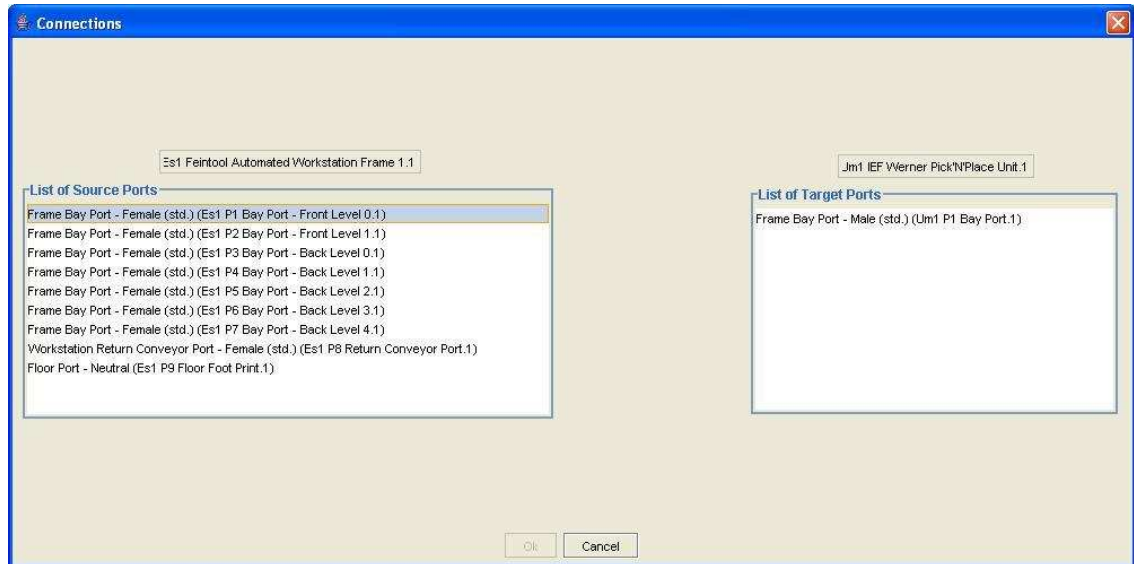 Connections
Es1 Feintool Automated Workstation Frame 1.1
Jm1 IEF Werner Pick'N'Place Unit.1
List of Source Ports
Frame Bay Port - Female (std.) (Es1 P1 Bay Port - Front Level 0.1)
Frame Bay Port - Female (std.) (Es1 P2 Bay Port - Front Level 1.1)
Frame Bay Port - Female (std.) (Es1 P3 Bay Port - Back Level 0.1)
Frame Bay Port - Female (std.) (Es1 P4 Bay Port - Back Level 1.1)
Frame Bay Port - Female (std.) (Es1 P5 Bay Port - Back Level 2.1)
Frame Bay Port - Female (std.) (Es1 P6 Bay Port - Back Level 3.1)
Frame Bay Port - Female (std.) (Es1 P7 Bay Port - Back Level 4.1)
Workstation Return Conveyor Port - Female (std.) (Es1 P8 Return Conveyor Port.1)
Floor Port - Neutral (Es1 P9 Floor Foot Print.1)
List of Target Ports
Frame Bay Port - Male (std.) (Um1 P1 Bay Port.1)
Ok
Cancel